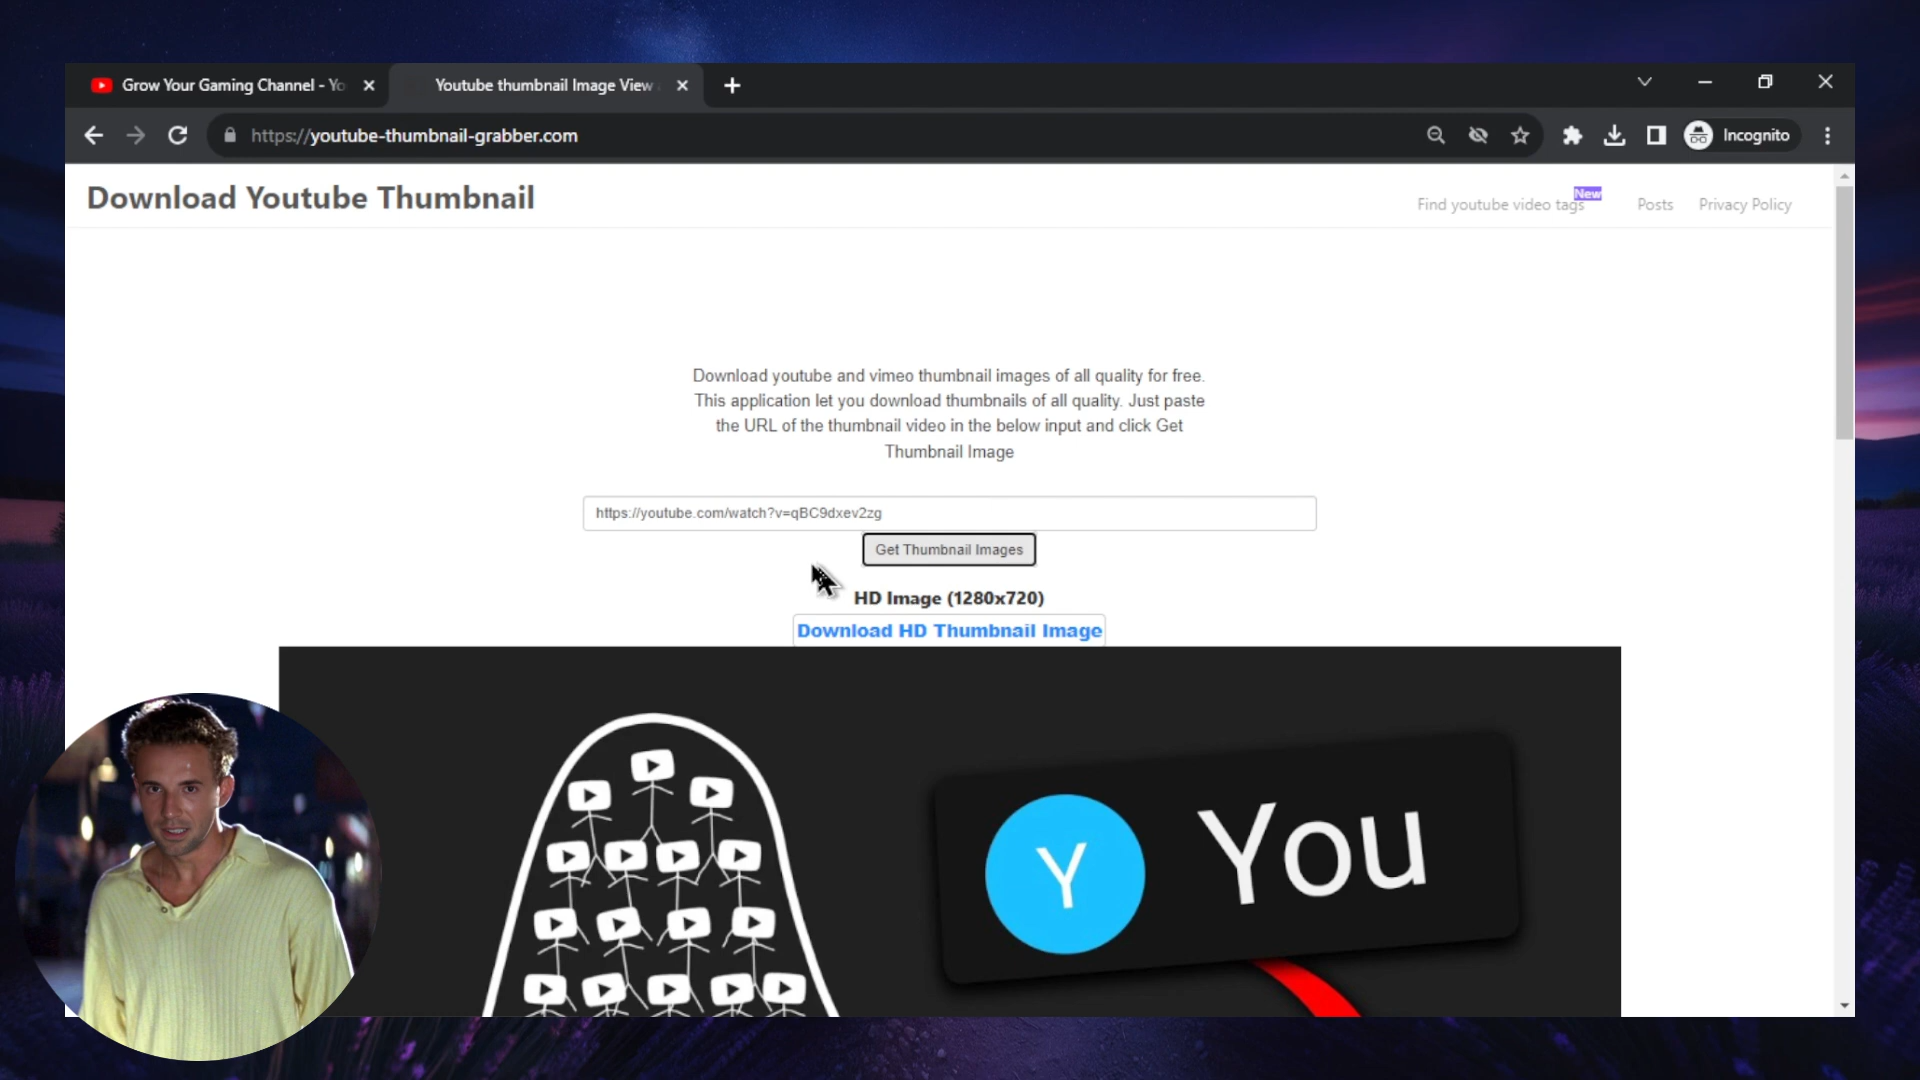 Grow Your Gaming Channel - Yo
Youtube thumbnail Image View
https://youtube-thumbnail-grabber.com
Incognito
Download Youtube Thumbnail
Find youtube video tags
New
Posts
Privacy Policy
Download youtube and vimeo thumbnail images of all quality for free.
This application let you download thumbnails of all quality. Just paste
the URL of the thumbnail video in the below input and click Get
Thumbnail Image
https://youtube.com/watch?v=qBC9dxev2zg
Get Thumbnail Images
HD Image (1280x720)
Download HD Thumbnail Image
Y
You